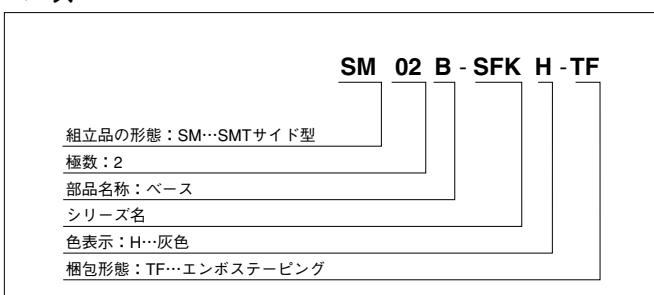 SM 02 B - SFK H - TF
組立品の形態：SM…SMTサイド型
極数：2
部品名称：ベース
シリーズ名
色表示：H…灰色
梱包形態：TF…エンボステーピング